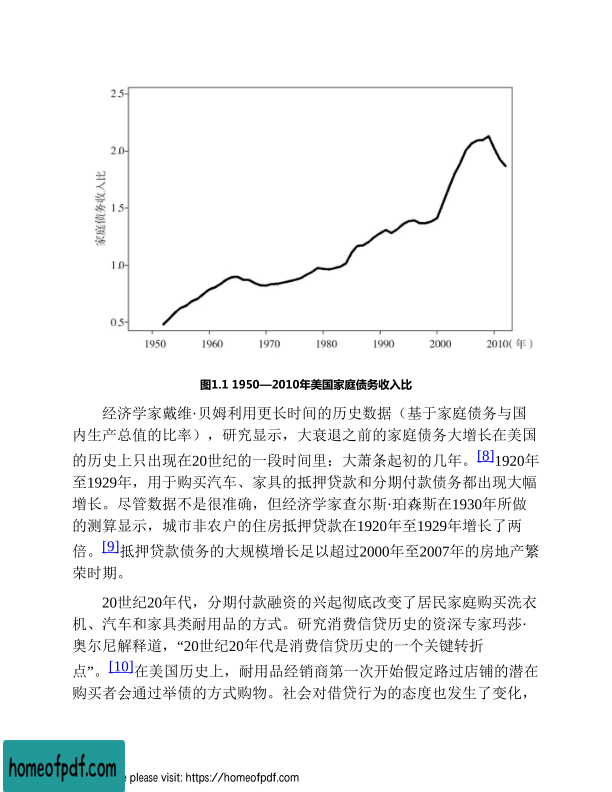 2.5
2.0
1.5
1.0
0.5
家庭债务收入比
1950 1960 1970 1980 1990 2000 2010(年)
图1.1 1950—2010年美国家庭债务收入比
经济学家戴维·贝姆利用更长时间的历史数据（基于家庭债务与国
内生产总值的比率），研究显示，大衰退之前的家庭债务大增长在美国
的历史上只出现在20世纪的一段时间里：大萧条起初的几年。[8]1920年
至1929年，用于购买汽车、家具的抵押贷款和分期付款债务都出现大幅
增长。尽管数据不是很准确，但经济学家查尔斯·珀森斯在1930年所做
的测算显示，城市非农户的住房抵押贷款在1920年至1929年增长了两
倍。[9]抵押贷款债务的大规模增长足以超过2000年至2007年的房地产繁
荣时期。
20世纪20年代，分期付款融资的兴起彻底改变了居民家庭购买洗衣
机、汽车和家具类耐用品的方式。研究消费信贷历史的资深专家玛莎·
奥尔尼解释道，“20世纪20年代是消费信贷历史的一个关键转折
点”。[10]在美国历史上，耐用品经销商第一次开始假定路过店铺的潜在
购买者会通过举债的方式购物。社会对借贷行为的态度也发生了变化，
homeofpdf.com
e please visit: https://homeofpdf.com